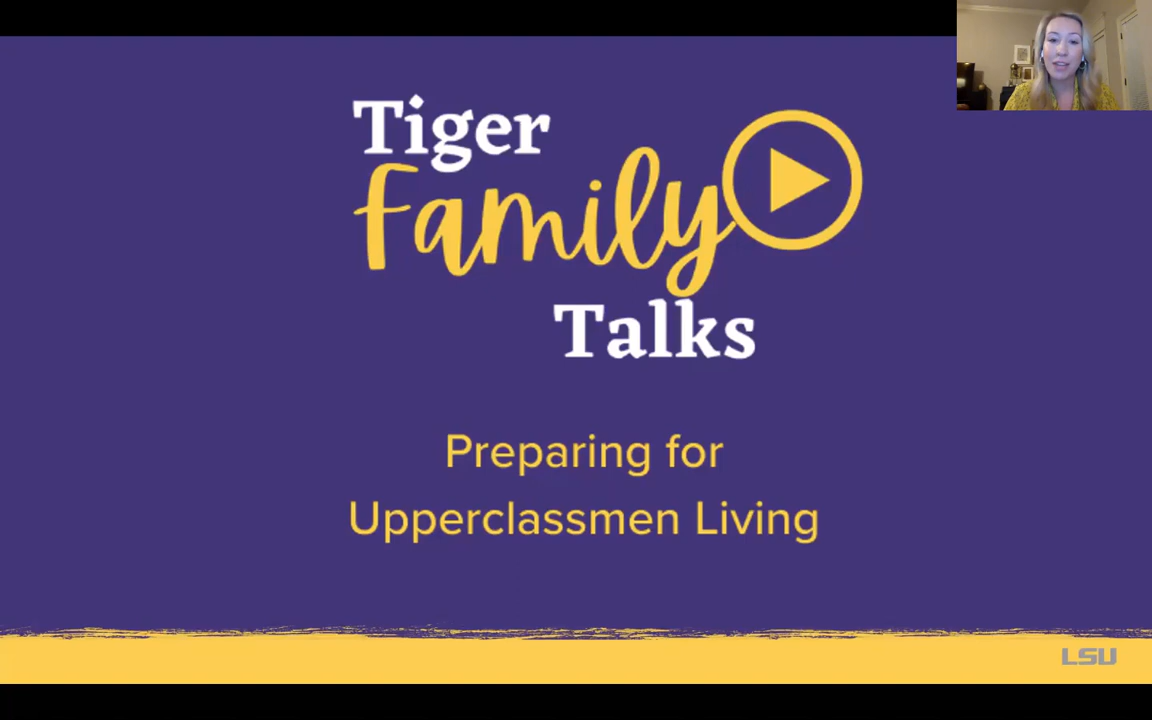 Tiger
family
Talks
Preparing for
Upperclassmen Living
LSU